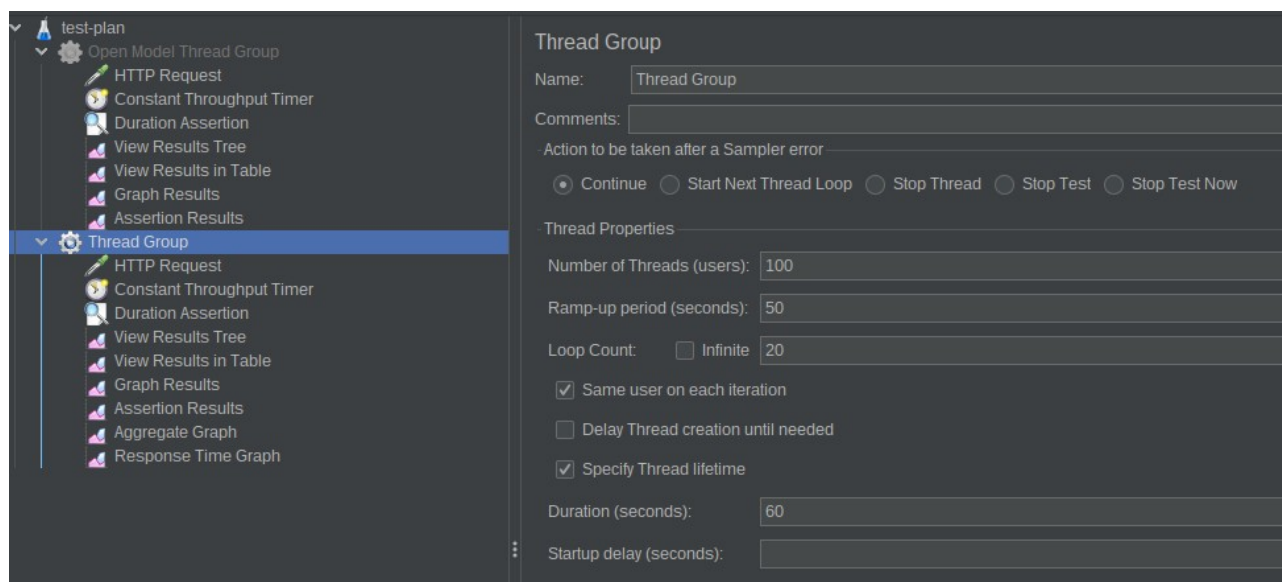 test-plan
Open Model Thread Group
HTTP Request
Constant Throughput Timer
Duration Assertion
View Results Tree
View Results in Table
Graph Results
Assertion Results
Thread Group
HTTP Request
Constant Throughput Timer
Duration Assertion
View Results Tree
View Results in Table
Graph Results
Assertion Results
Aggregate Graph
Response Time Graph
Thread Group
Name: Thread Group
Comments:
Action to be taken after a Sampler error
Continue Start Next Thread Loop Stop Thread Stop Test Stop Test Now
Thread Properties
Number of Threads (users): 100
Ramp-up period (seconds): 50
Loop Count: Infinite 20
Same user on each iteration
Delay Thread creation until needed
Specify Thread lifetime
Duration (seconds): 60
Startup delay (seconds):